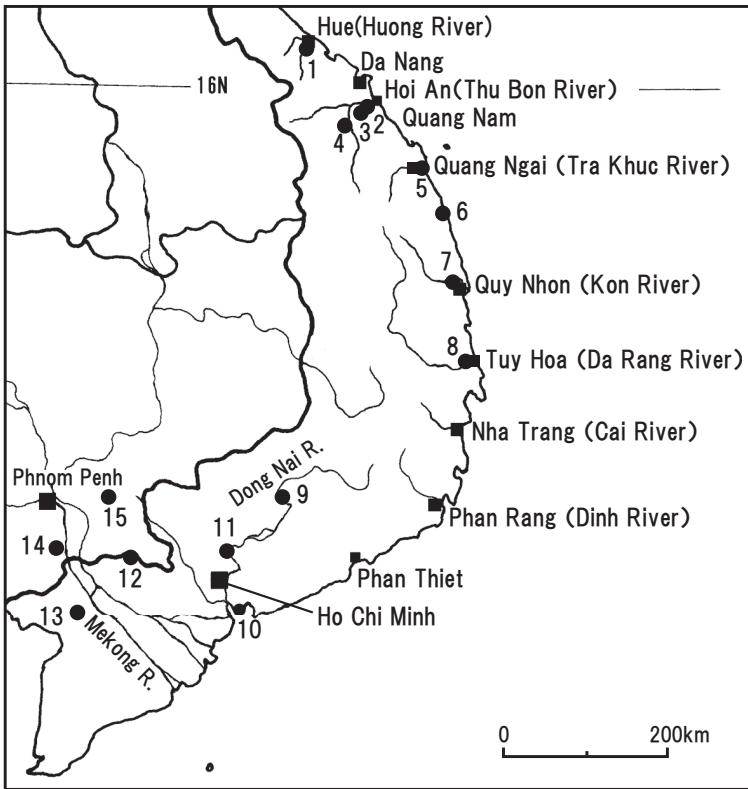 Hue(Huong River)
1
Da Nang
16N
Hoi An(Thu Bon River)
2
3
Quang Nam
4
Quang Ngai (Tra Khuc River)
5
6
7
Quy Nhon (Kon River)
8
Tuy Hoa (Da Rang River)
Nha Trang (Cai River)
Dong Nai R.
Phnom Penh
9
15
Phan Rang (Dinh River)
11
14
12
Phan Thiet
13
10
Ho Chi Minh
Mekong R.
0
200km